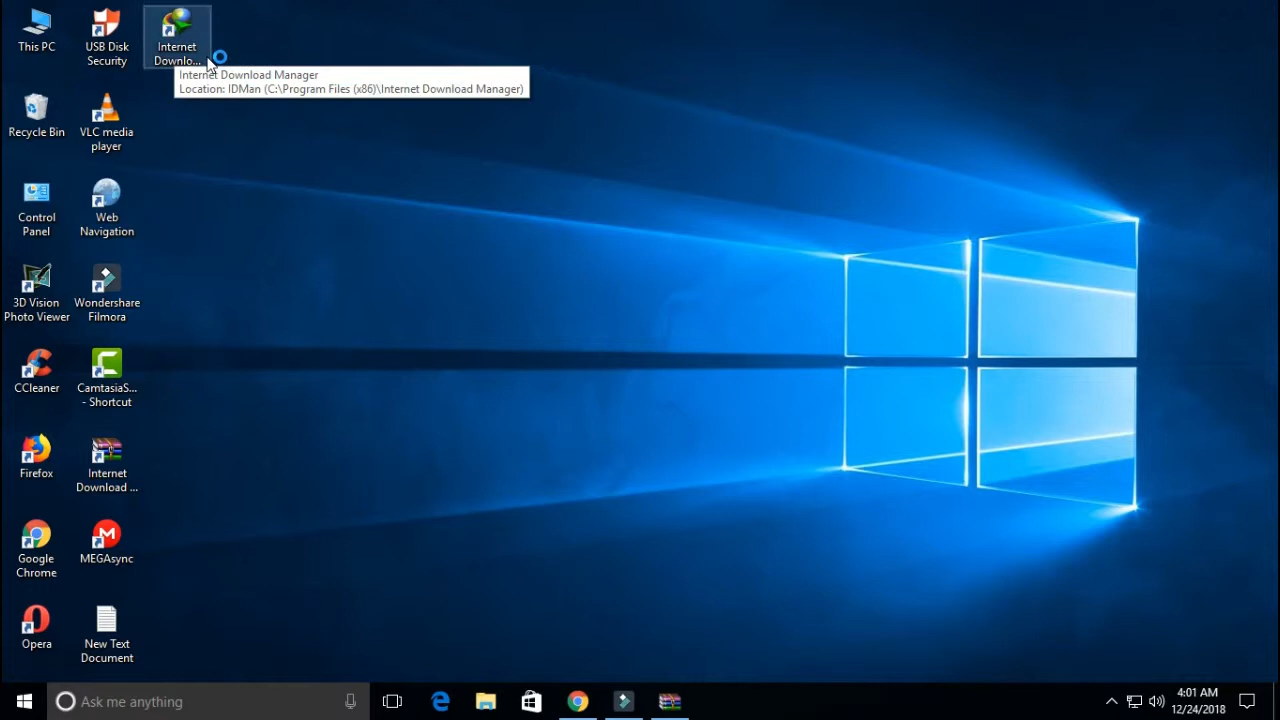 This PC
USB Disk
Security
Internet
Downlo...
Internet Download Manager
Location: IDMan (C:\Program Files (x86)\Internet Download Manager)
Recycle Bin
VLC media
player
Control
Panel
Web
Navigation
3D Vision
Photo Viewer
Wondershare
Filmora
CCleaner
CamtasiaS...
- Shortcut
Firefox
Internet
Download ...
Google
Chrome
MEGAsync
Opera
New Text
Document
Ask me anything
4:01 AM
12/24/2018